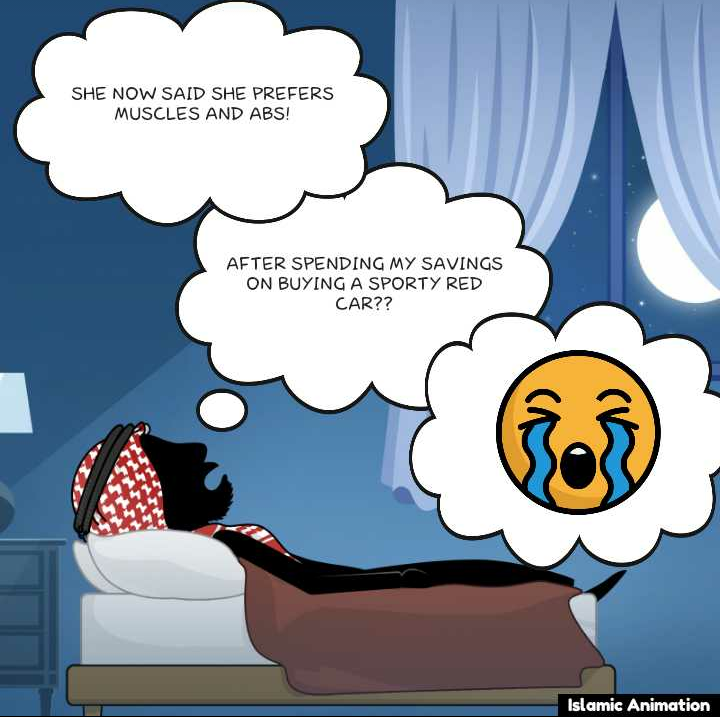 SHE NOW SAID SHE PREFERS
MUSCLES AND ABS!
AFTER SPENDING MY SAVINGS
ON BUYING A SPORTY RED
CAR??
Islamic Animation